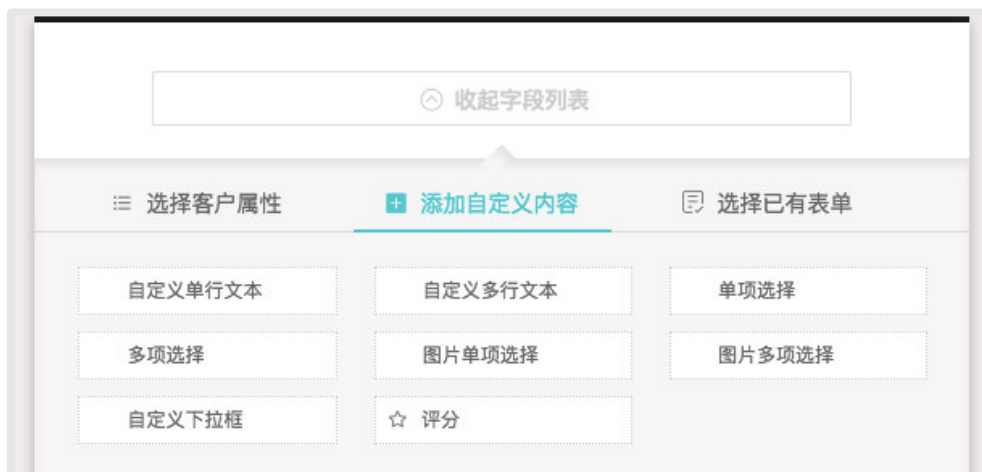 收起字段列表
选择客户属性 添加自定义内容 选择已有表单
自定义单行文本 自定义多行文本 单项选择
多项选择 图片单项选择 图片多项选择
自定义下拉框 评分